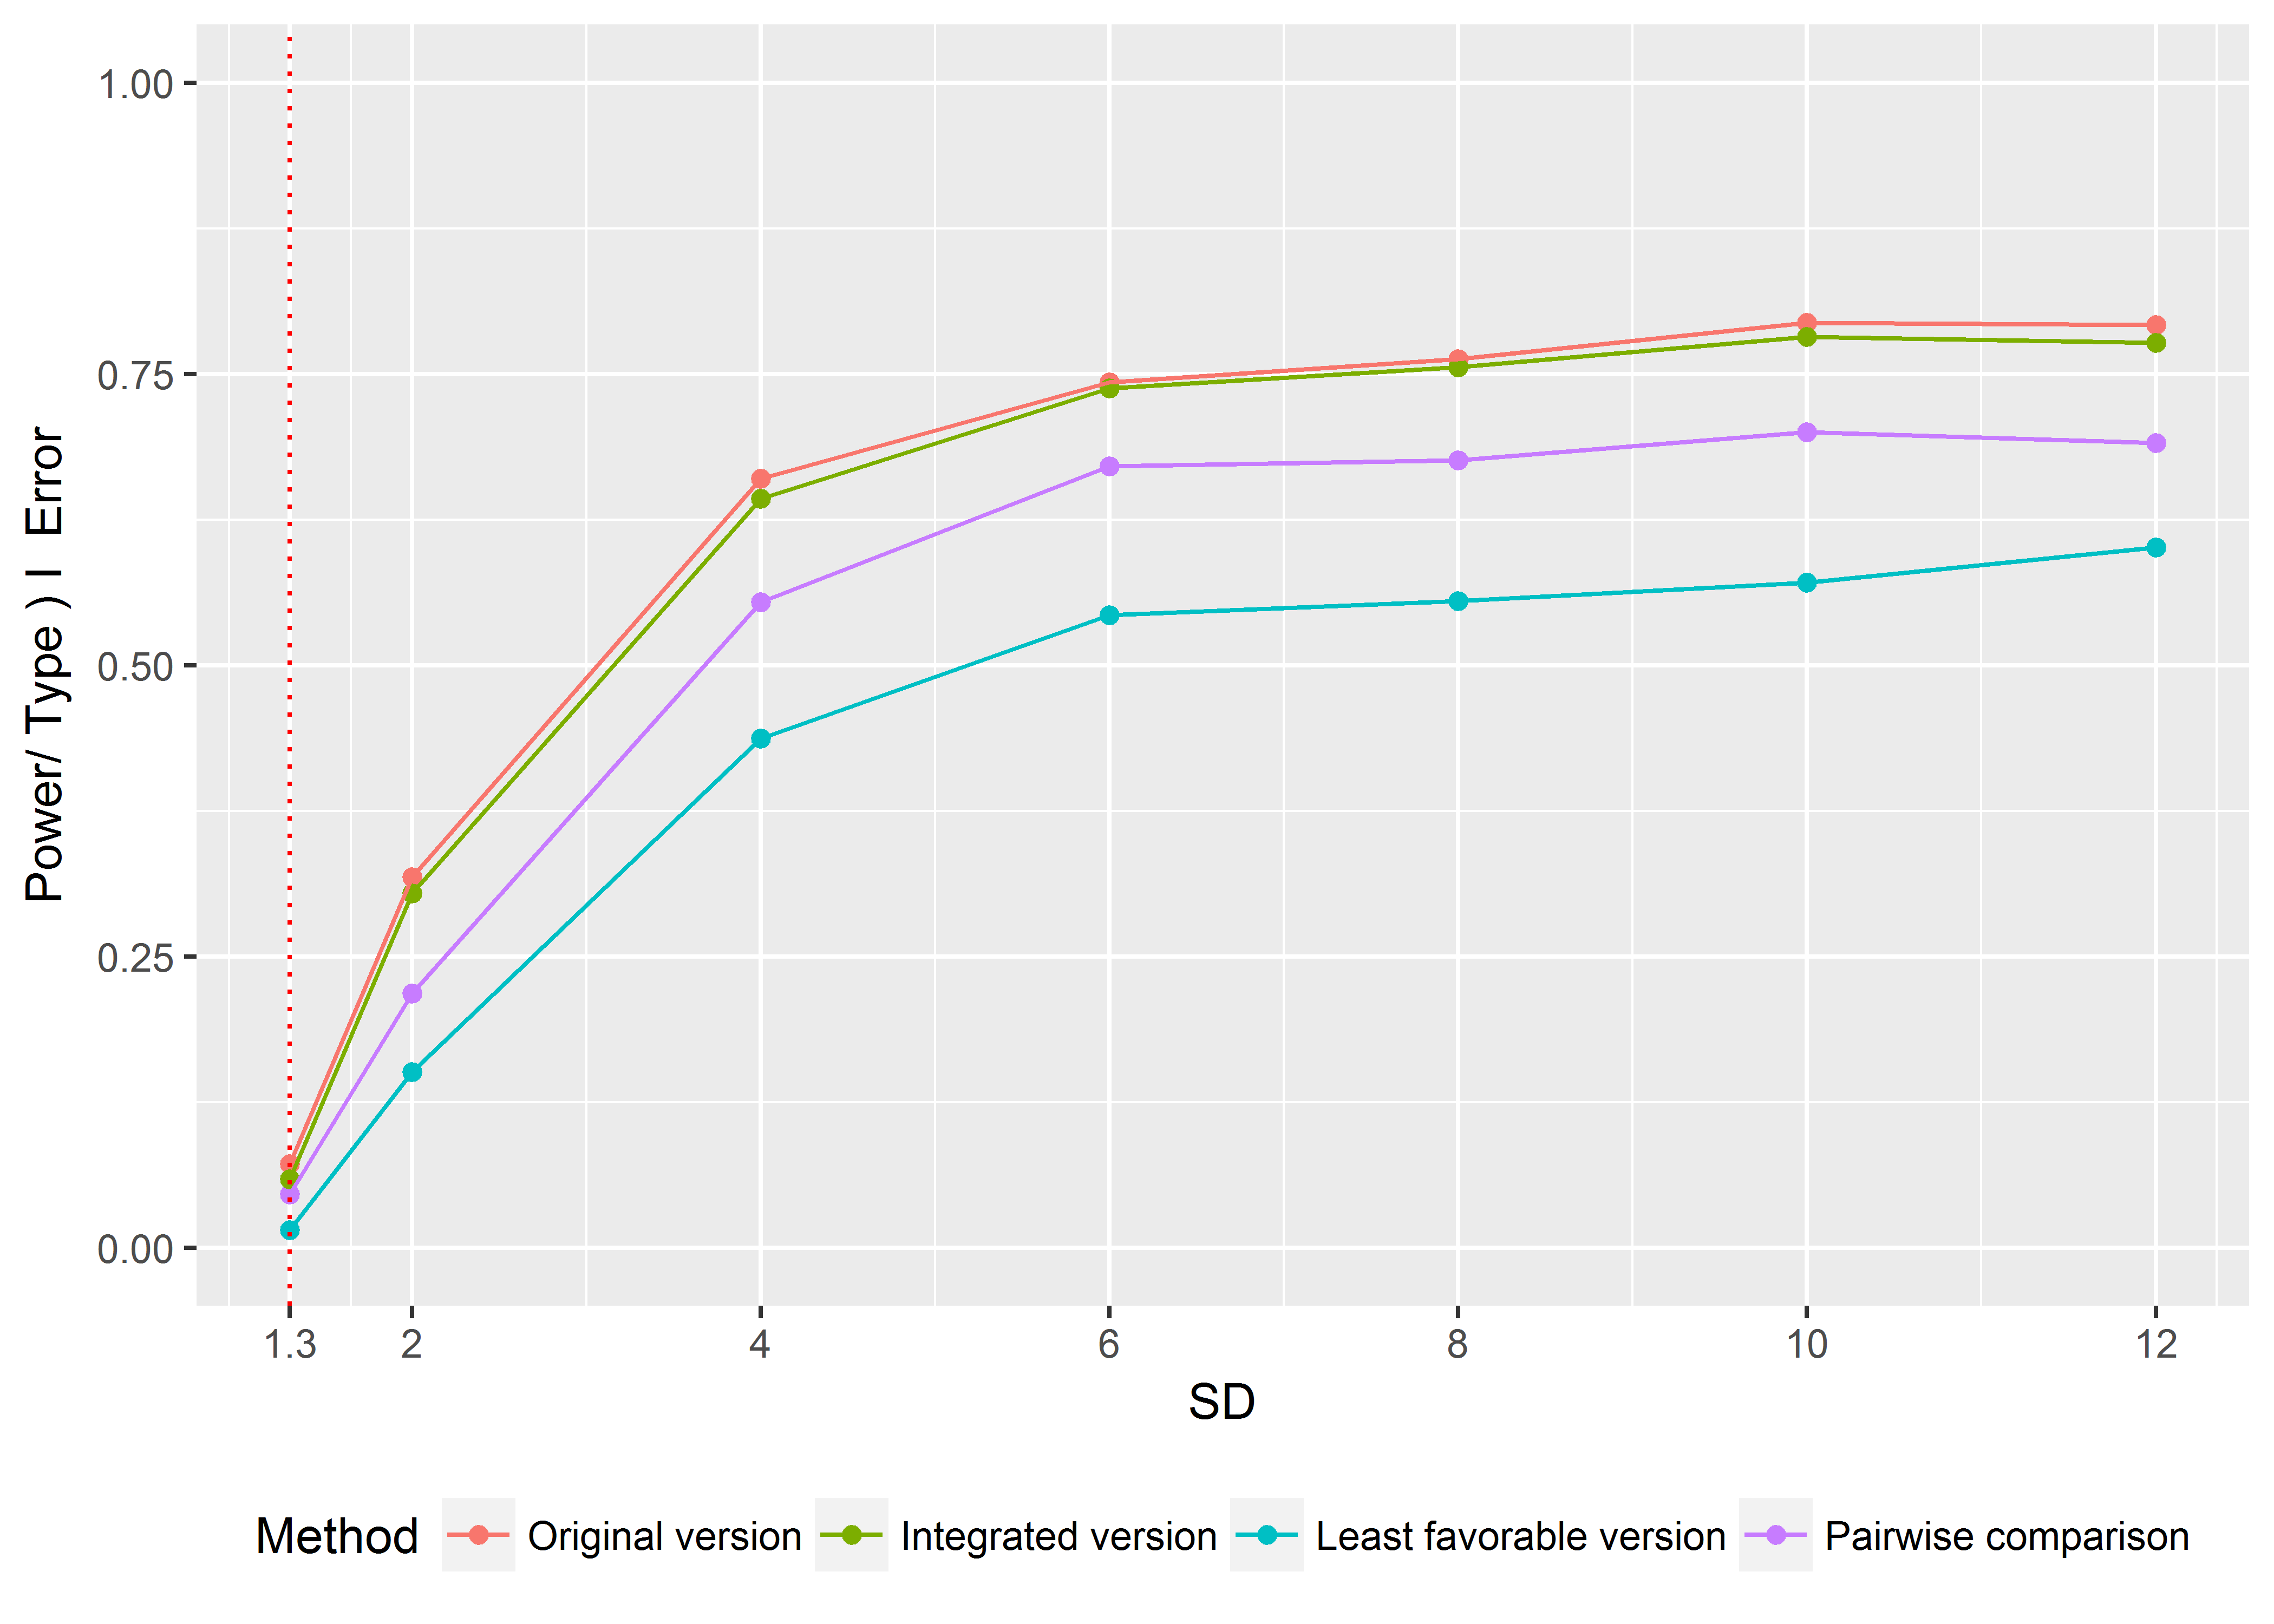 Power/ Type ) I Error
1.00
0.75
0.50
0.25
0.00
1.3 2 4 6 8 10 12
SD
Method Original version Integrated version Least favorable version Pairwise comparison